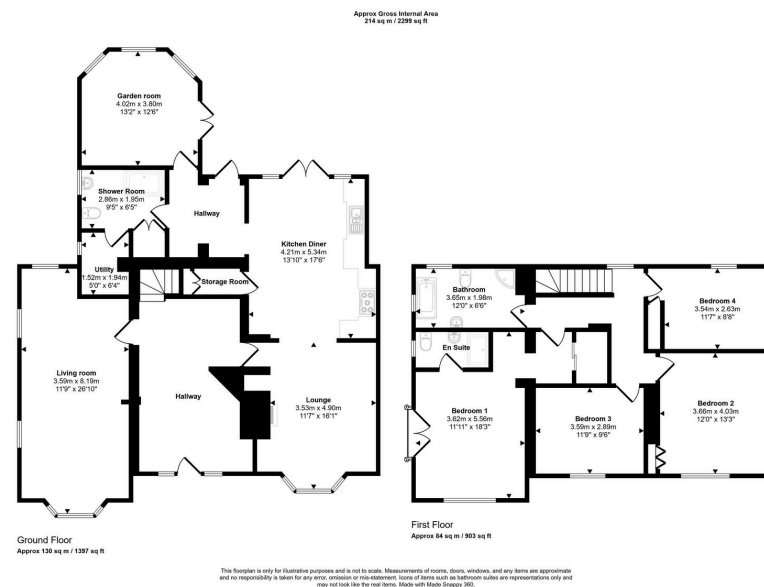 Approx Gross Internal Area
214 sq m / 2299 sq ft
Garden room
4.02m x 3.80m
13'2" x 12'6"
Shower Room
2.86m x 1.95m
9'5" x 6'5"
Hallway
Kitchen Diner
4.21m x 5.34m
13'10" x 17'6"
Utility
1.52m x 1.94m
5'0" x 6'4"
Storage Room
Living room
3.59m x 8.19m
11'9" x 26'10"
Hallway
Lounge
3.53m x 4.90m
11'7" x 16'1"
Ground Floor
Approx 130 sq m / 1397 sq ft
Bathroom
3.65m x 1.98m
12'0" x 6'6"
Bedroom 4
3.54m x 2.63m
11'7" x 8'8"
En Suite
Bedroom 1
3.62m x 5.56m
11'11" x 18'3"
Bedroom 3
3.59m x 2.89m
11'9" x 9'6"
Bedroom 2
3.66m x 4.03m
12'0" x 13'3"
First Floor
Approx 84 sq m / 903 sq ft
This floorplan is only for illustrative purposes and is not to scale. Measurements of rooms, doors, windows, and any items are approximate
and no responsibility is taken for any error, omission or mis-statement. Icons of items such as bathroom suites are representations only and
may not look like the real items. Made with Made Snappy 360.